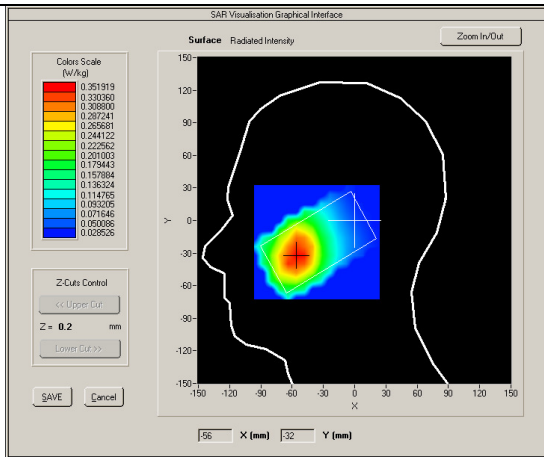 SAR Visualisation Graphical Interface
Surface Radiated Intensity
Zoom In/Out
Colors Scale
(W/kg)
0.351919
0.330360
0.308800
0.287241
0.265681
0.244122
0.222562
0.201003
0.179443
0.157884
0.136324
0.114765
0.093205
0.071646
0.050086
0.028526
Z-Cuts Control
<< Upper Cut
Z = 0.2 mm
Lower Cut >>
SAVE Cancel
150-
120-
90-
60-
30-
0-
-30-
-60-
-90-
-120-
-150-
Y
-150 -120 -90 -60 -30 0 30 60 90 120 150
X
-56 X (mm) -32 Y (mm)